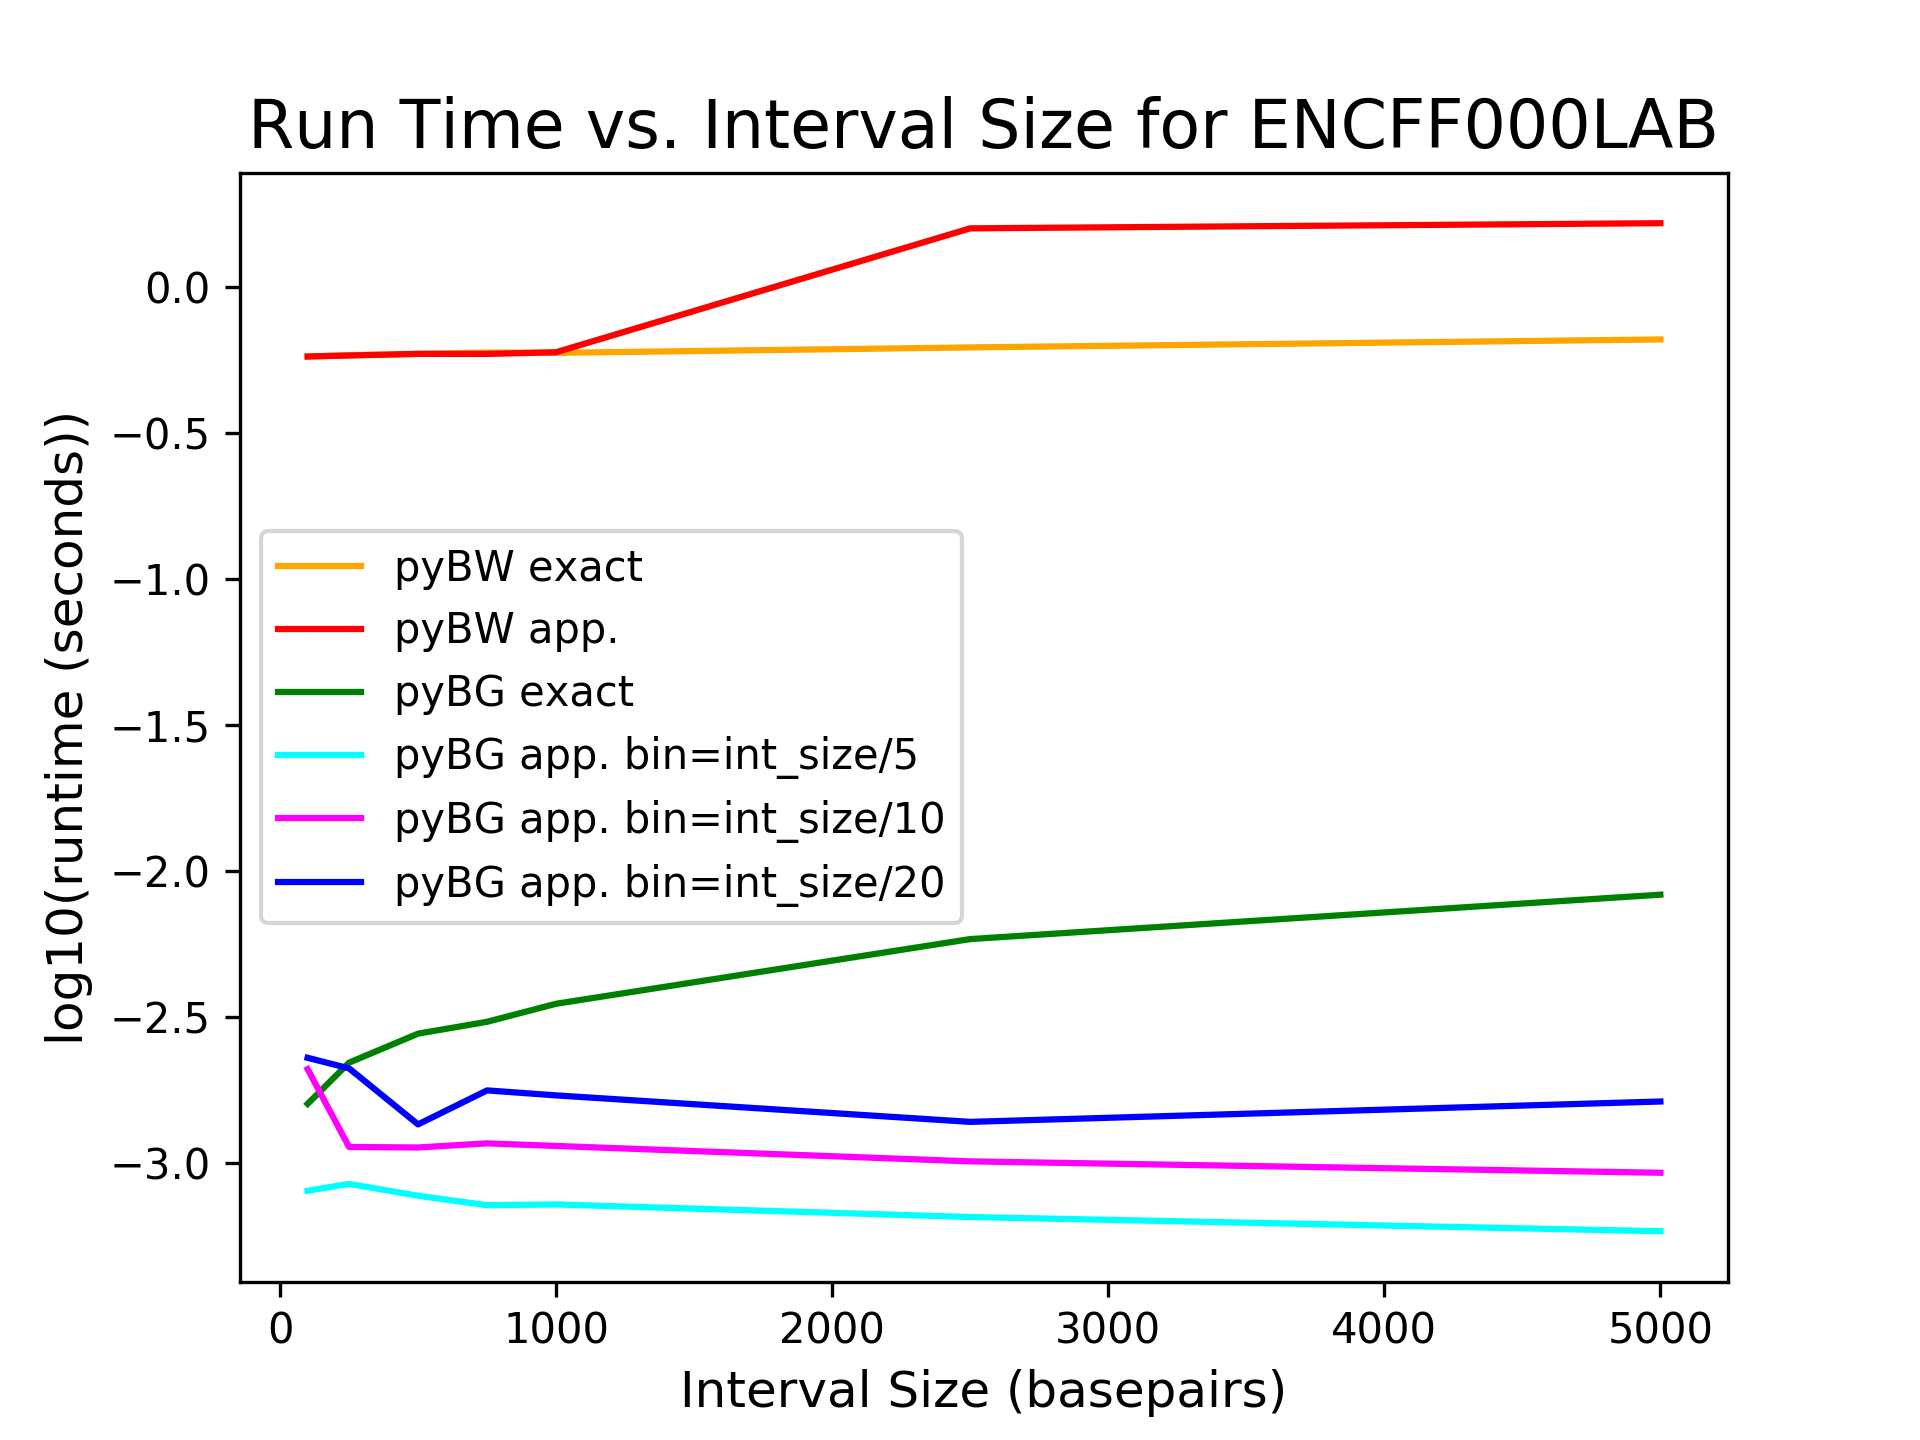 Run Time vs. Interval Size for ENCFF000LAB
0.0
−0.5
−1.0
−1.5
−2.0
−2.5
−3.0
log10(runtime (seconds))
pyBW exact
pyBW app.
pyBG exact
pyBG app. bin=int_size/5
pyBG app. bin=int_size/10
pyBG app. bin=int_size/20
0 1000 2000 3000 4000 5000
Interval Size (basepairs)